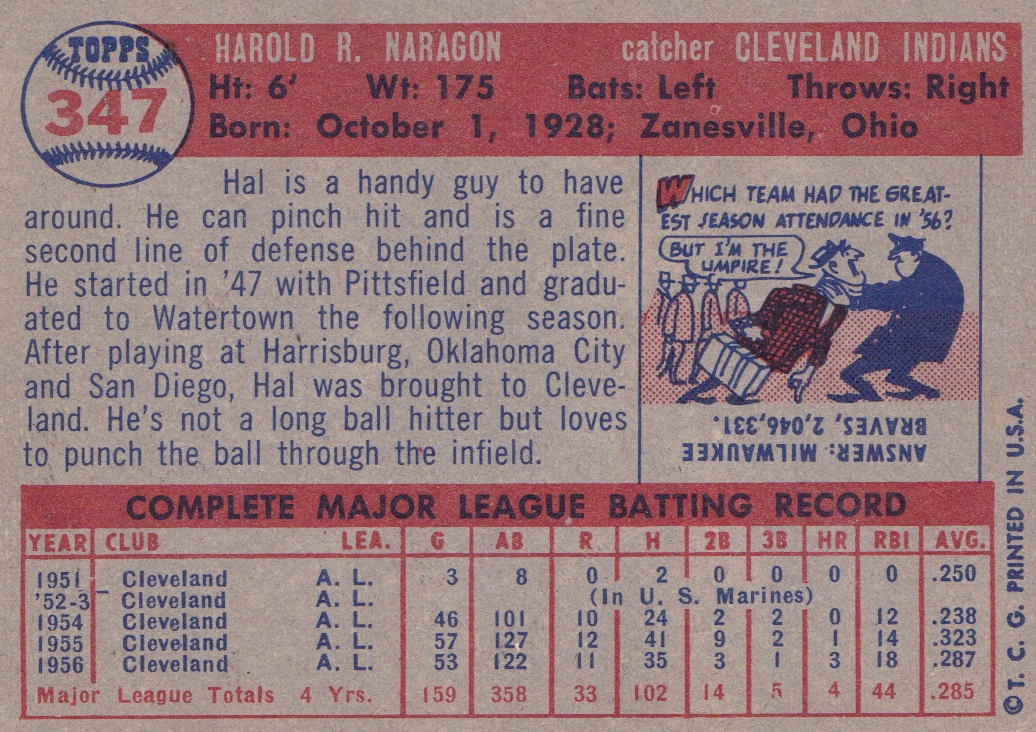 TOPPS
347
HAROLD R. NARAGON catcher CLEVELAND INDIANS
Ht: 6' Wt: 175 Bats: Left Throws: Right
Born: October 1, 1928; Zanesville, Ohio
Hal is a handy guy to have
around. He can pinch hit and is a fine
second line of defense behind the plate.
He started in '47 with Pittsfield and gradu-
ated to Watertown the following season.
After playing at Harrisburg, Oklahoma City
and San Diego, Hal was brought to Cleve-
land. He's not a long ball hitter but loves
to punch the ball through the infield.
WHICH TEAM HAD THE GREAT-
EST SEASON ATTENDANCE IN '56?
BUT I'M THE
UMPIRE!
ANSWER: MILWAUKEE
BRAVES, 2,046,331.
COMPLETE MAJOR LEAGUE BATTING RECORD
YEAR CLUB LEA. G AB R H 2B 3B HR RBI AVG.
1951 Cleveland A. L. 3 8 0 2 0 0 0 0 .250
'52-3 Cleveland A. L. (In U. S. Marines)
1954 Cleveland A. L. 46 101 10 24 2 2 0 12 .238
1955 Cleveland A. L. 57 127 12 41 9 2 1 14 .323
1956 Cleveland A. L. 53 122 11 35 3 1 3 18 .287
Major League Totals 4 Yrs. 159 358 33 102 14 5 4 44 .285
©T. C. G. PRINTED IN U.S.A.